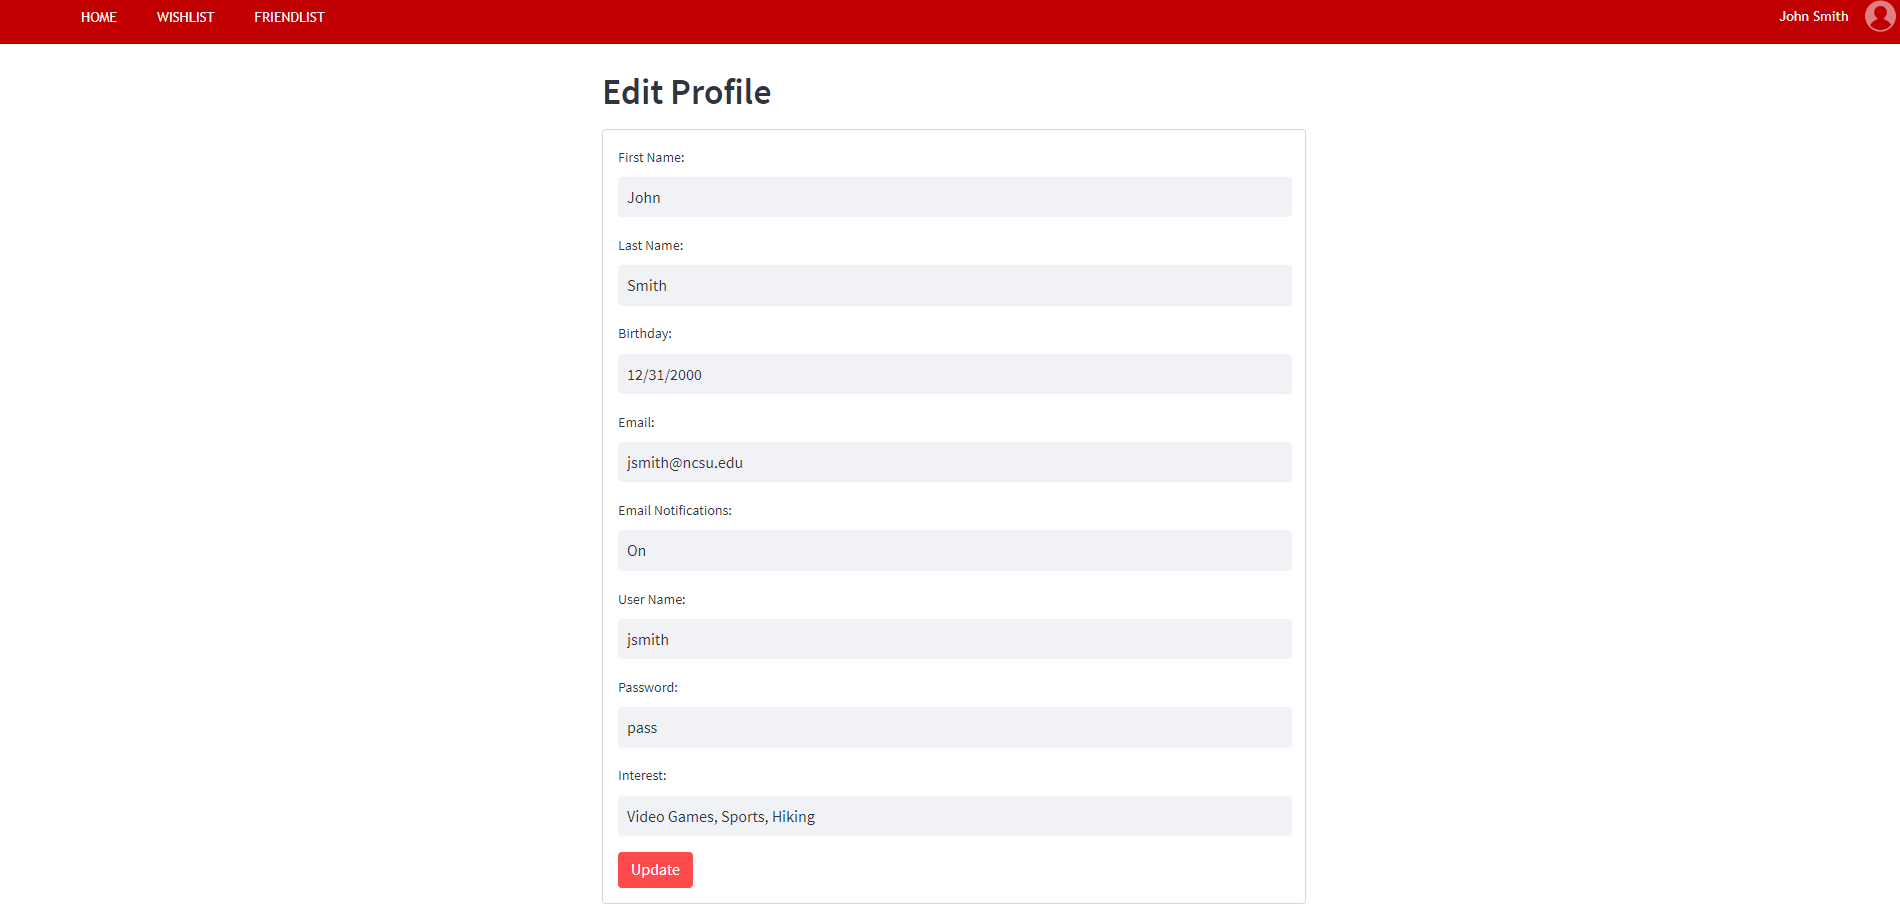 HOME WISHLIST FRIENDLIST John Smith
Edit Profile
First Name:
John
Last Name:
Smith
Birthday:
12/31/2000
Email:
jsmith@ncsu.edu
Email Notifications:
On
User Name:
jsmith
Password:
pass
Interest:
Video Games, Sports, Hiking
Update